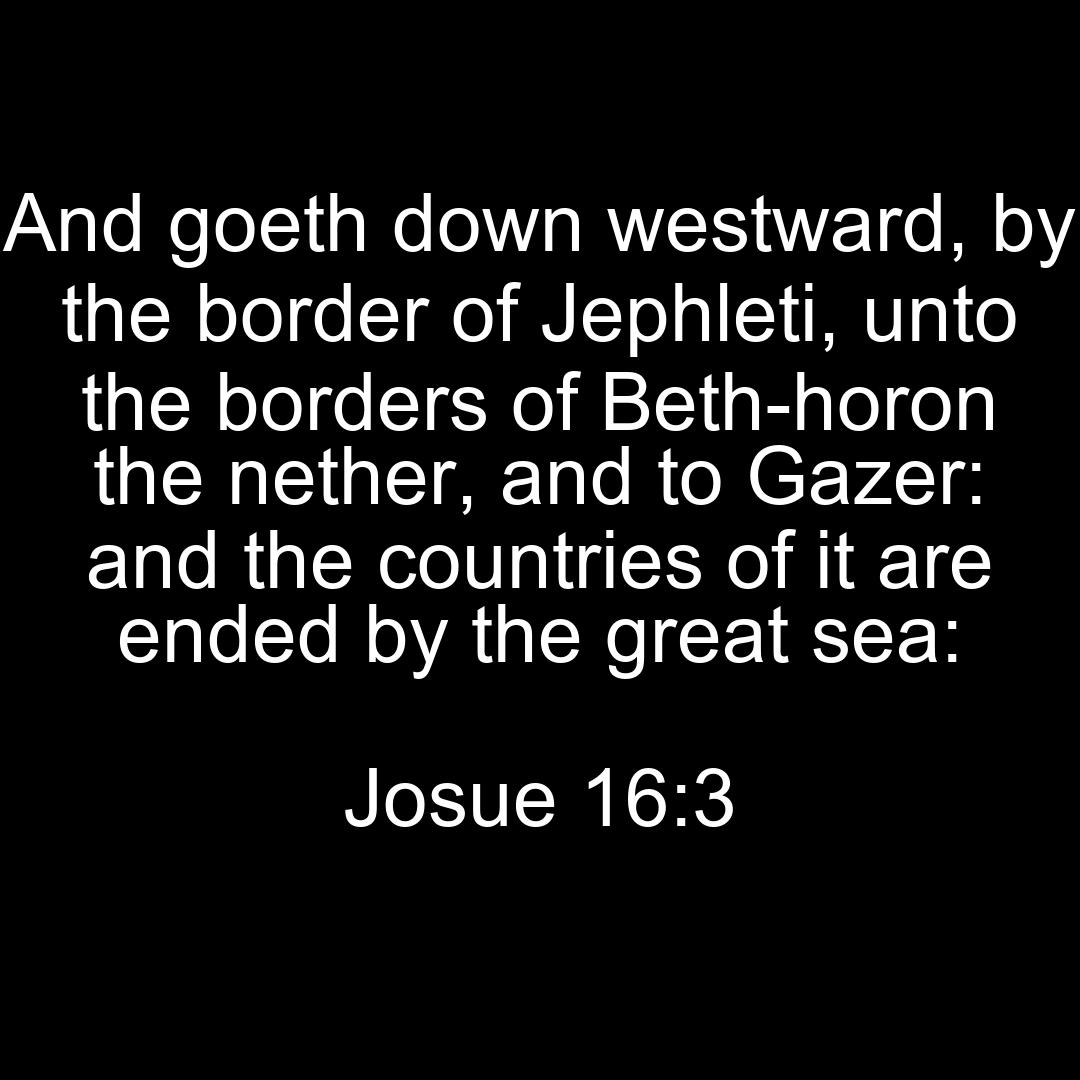 And goeth down westward, by
the border of Jephleti, unto
the borders of Beth-horon
the nether, and to Gazer:
and the countries of it are
ended by the great sea:
Josue 16:3